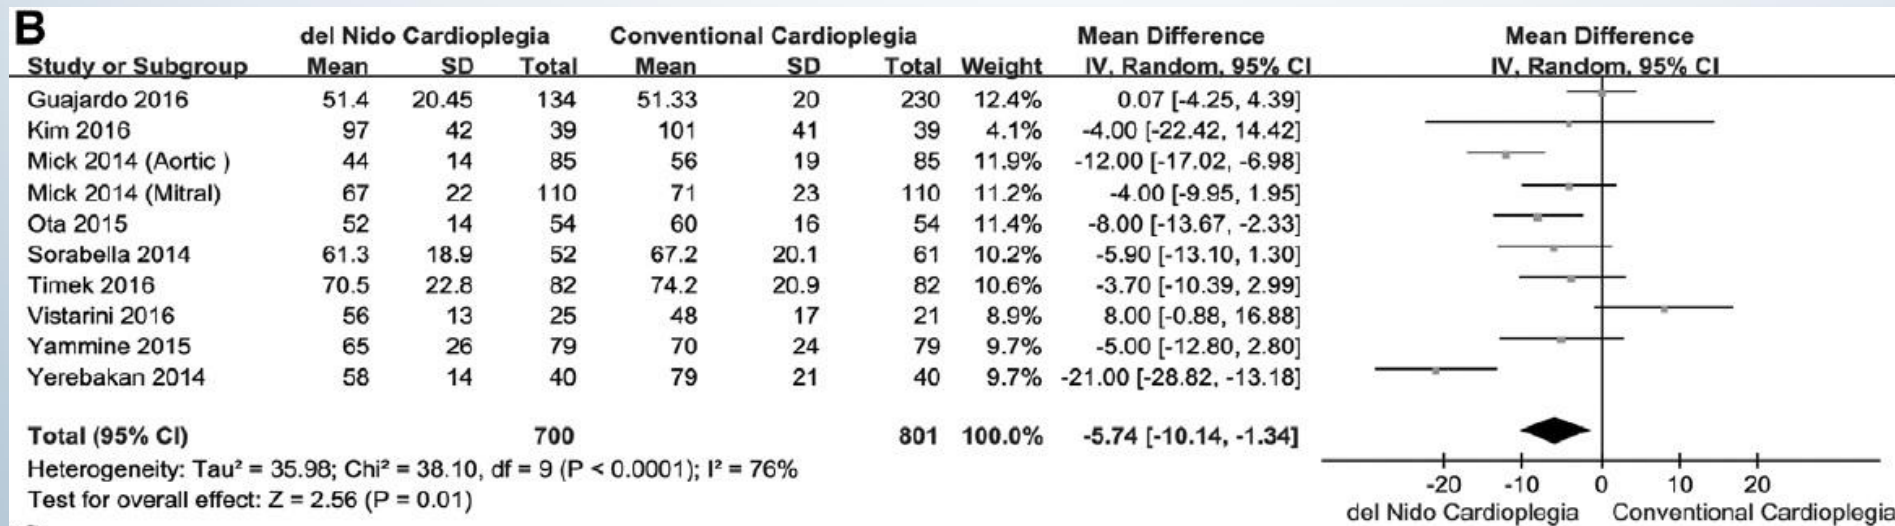 B
del Nido Cardioplegia Conventional Cardioplegia Mean Difference Mean Difference
Study or Subgroup Mean SD Total Mean SD Total Weight IV, Random, 95% CI IV, Random, 95% CI
Guajardo 2016 51.4 20.45 134 51.33 20 230 12.4% 0.07 [-4.25, 4.39]
Kim 2016 97 42 39 101 41 39 4.1% -4.00 [-22.42, 14.42]
Mick 2014 (Aortic ) 44 14 85 56 19 85 11.9% -12.00 [-17.02, -6.98]
Mick 2014 (Mitral) 67 22 110 71 23 110 11.2% -4.00 [-9.95, 1.95]
Ota 2015 52 14 54 60 16 54 11.4% -8.00 [-13.67, -2.33]
Sorabella 2014 61.3 18.9 52 67.2 20.1 61 10.2% -5.90 [-13.10, 1.30]
Timek 2016 70.5 22.8 82 74.2 20.9 82 10.6% -3.70 [-10.39, 2.99]
Vistarini 2016 56 13 25 48 17 21 8.9% 8.00 [-0.88, 16.88]
Yammine 2015 65 26 79 70 24 79 9.7% -5.00 [-12.80, 2.80]
Yerebakan 2014 58 14 40 79 21 40 9.7% -21.00 [-28.82, -13.18]
Total (95% CI) 700 801 100.0% -5.74 [-10.14, -1.34]
Heterogeneity: Tau² = 35.98; Chi² = 38.10, df = 9 (P < 0.0001); I² = 76%
Test for overall effect: Z = 2.56 (P = 0.01)
-20 -10 0 10 20
del Nido Cardioplegia Conventional Cardioplegia